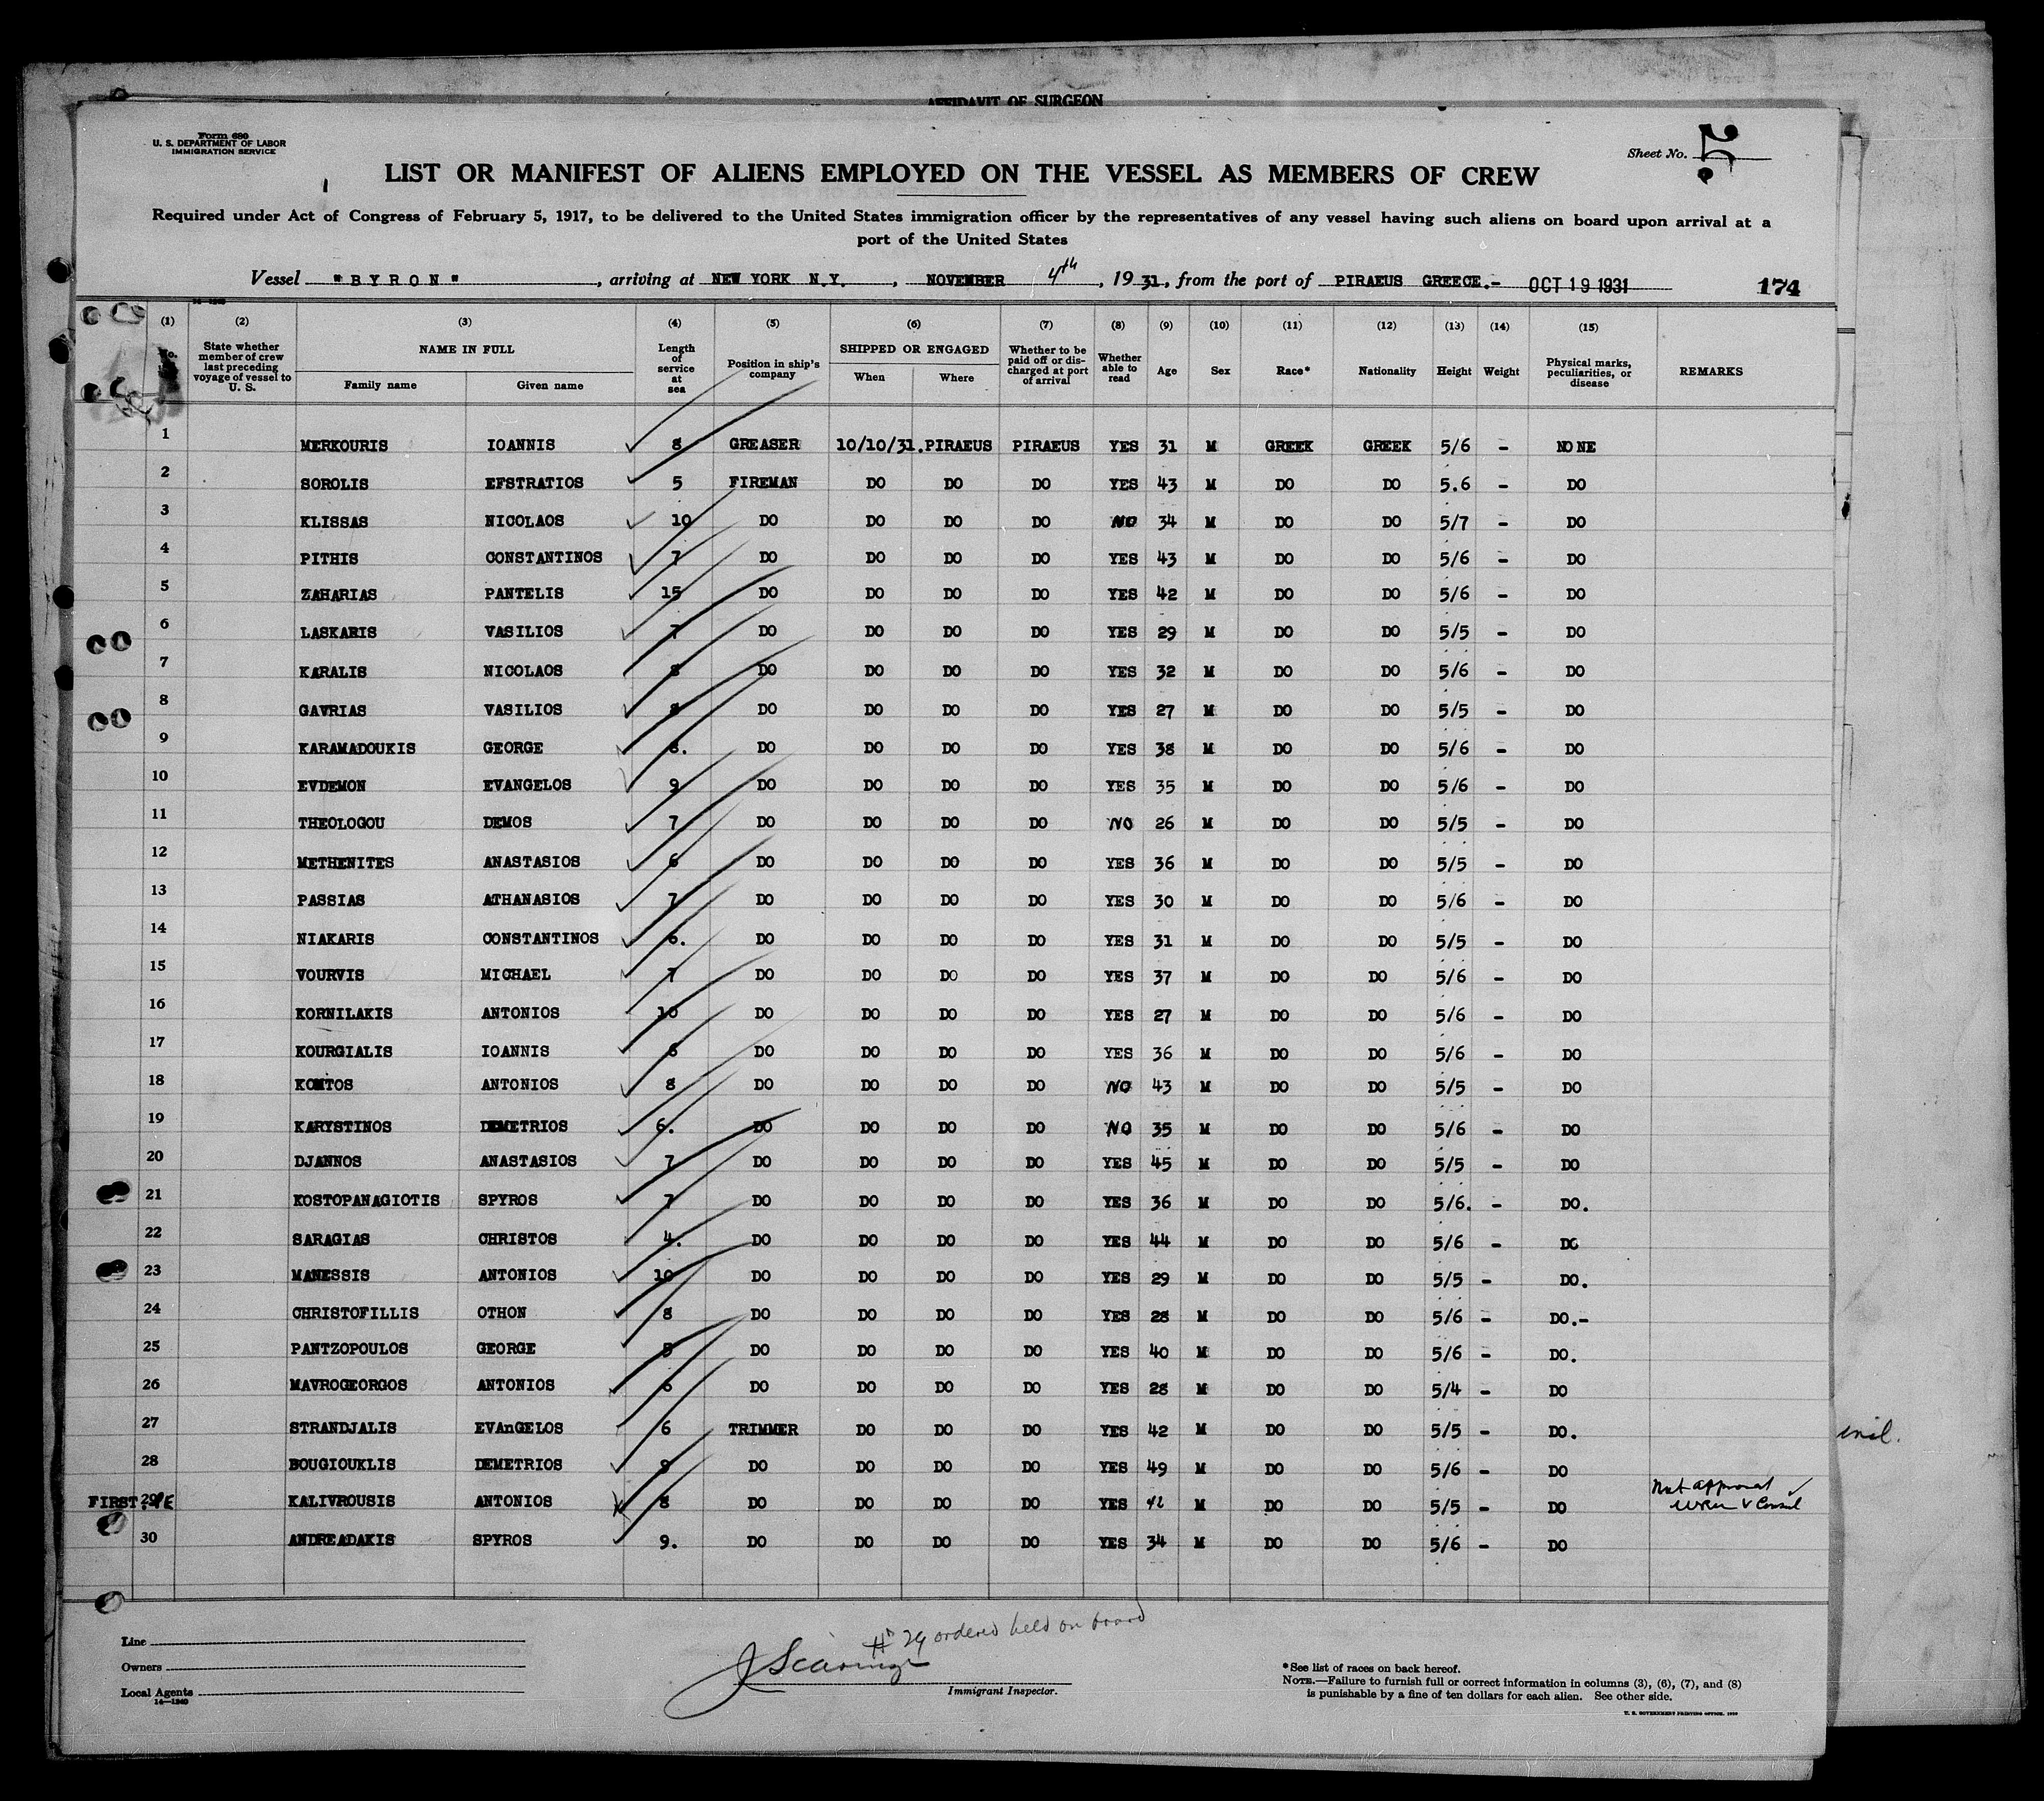 AFFIDAVIT OF SURGEON
Form 680
U. S. DEPARTMENT OF LABOR
IMMIGRATION SERVICE
Sheet No. 5.
LIST OR MANIFEST OF ALIENS EMPLOYED ON THE VESSEL AS MEMBERS OF CREW
Required under Act of Congress of February 5, 1917, to be delivered to the United States immigration officer by the representatives of any vessel having such aliens on board upon arrival at a
port of the United States
Vessel "BYRON", arriving at NEW YORK N.Y., NOVEMBER 4th, 1931, from the port of PIRAEUS GREECE.- OCT 19 1931 174
(1) (2) (3) (4) (5) (6) (7) (8) (9) (10) (11) (12) (13) (14) (15)
No. State whether member of crew last preceding voyage of vessel to U. S. NAME IN FULL Family name Given name Length of service at sea Position in ship's company SHIPPED OR ENGAGED When Where Whether to be paid off or discharged at port of arrival Whether able to read Age Sex Race* Nationality Height Weight Physical marks, peculiarities, or disease REMARKS
1 MERKOURIS IOANNIS 8 GREASER 10/10/31. PIRAEUS PIRAEUS YES 31 M GREEK GREEK 5/6 - NONE
2 SOROLIS EFSTRATIOS 5 FIREMAN DO DO DO YES 43 M DO DO 5.6 - DO
3 KLISSAS NICOLAOS 10 DO DO DO DO NO 34 M DO DO 5/7 - DO
4 PITHIS CONSTANTINOS 7 DO DO DO DO YES 43 M DO DO 5/6 - DO
5 ZAHARIAS PANTELIS 15 DO DO DO DO YES 42 M DO DO 5/6 - DO
6 LASKARIS VASILIOS 7 DO DO DO DO YES 29 M DO DO 5/5 - DO
7 KARALIS NICOLAOS 8 DO DO DO DO YES 32 M DO DO 5/6 - DO
8 GAVRIAS VASILIOS 8 DO DO DO DO YES 27 M DO DO 5/5 - DO
9 KARAMADOUKIS GEORGE 8. DO DO DO DO YES 38 M DO DO 5/6 - DO
10 EVDEMON EVANGELOS 9 DO DO DO DO YES 35 M DO DO 5/6 - DO
11 THEOLOGOU DEMOS 7 DO DO DO DO NO 26 M DO DO 5/5 - DO
12 METHENITES ANASTASIOS 6 DO DO DO DO YES 36 M DO DO 5/5 - DO
13 PASSIAS ATHANASIOS 7 DO DO DO DO YES 30 M DO DO 5/6 - DO
14 NIAKARIS CONSTANTINOS 6. DO DO DO DO YES 31 M DO DO 5/5 - DO
15 VOURVIS MICHAEL 7 DO DO DO DO YES 37 M DO DO 5/6 - DO
16 KORNILAKIS ANTONIOS 10 DO DO DO DO YES 27 M DO DO 5/6 - DO
17 KOURGIALIS IOANNIS 6 DO DO DO DO YES 36 M DO DO 5/6 - DO
18 KOMTOS ANTONIOS 8 DO DO DO DO NO 43 M DO DO 5/5 - DO
19 KARYSTINOS DEMETRIOS 6. DO DO DO DO NO 35 M DO DO 5/6 - DO
20 DJANNOS ANASTASIOS 7 DO DO DO DO YES 45 M DO DO 5/5 - DO
21 KOSTOPANAGIOTIS SPYROS 7 DO DO DO DO YES 36 M DO DO 5/6. - DO.
22 SARAGIAS CHRISTOS 4. DO DO DO DO YES 44 M DO DO 5/6 - DO
23 MANESSIS ANTONIOS 10 DO DO DO DO YES 29 M DO DO 5/5 - DO.
24 CHRISTOFILLIS OTHON 8 DO DO DO DO YES 28 M DO DO 5/6 - DO.-
25 PANTZOPOULOS GEORGE 5 DO DO DO DO YES 40 M DO DO 5/6 - DO.
26 MAVROGEORGOS ANTONIOS 6 DO DO DO DO YES 28 M DO DO 5/4 - DO
27 STRANDJALIS EVAnGELOS 6 TRIMMER DO DO DO YES 42 M DO DO 5/5 - DO.
28 BOUGIOUKLIS DEMETRIOS 9 DO DO DO DO YES 49 M DO DO 5/6 - DO
FIRST 29 KALIVROUSIS ANTONIOS 8 DO DO DO DO YES 42 M DO DO 5/5 - DO Not approved
30 ANDREADAKIS SPYROS 9. DO DO DO DO YES 34 M DO DO 5/6 - DO
# 29 ordered held on board
Line
Owners
Local Agents
14—1240
Immigrant Inspector.
*See list of races on back hereof.
NOTE.—Failure to furnish full or correct information in columns (3), (6), (7), and (8)
is punishable by a fine of ten dollars for each alien. See other side.
U. S. GOVERNMENT PRINTING OFFICE. 1930